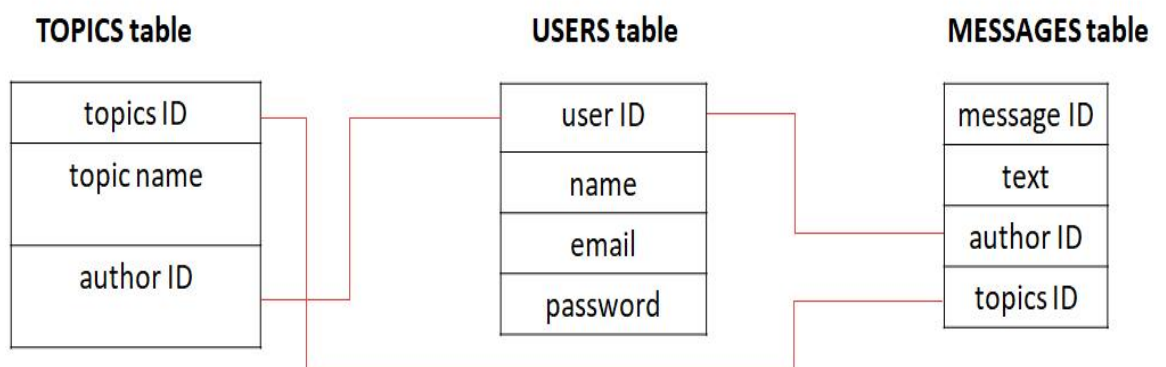 TOPICS table
topics ID
topic name
author ID
USERS table
user ID
name
email
password
MESSAGES table
message ID
text
author ID
topics ID